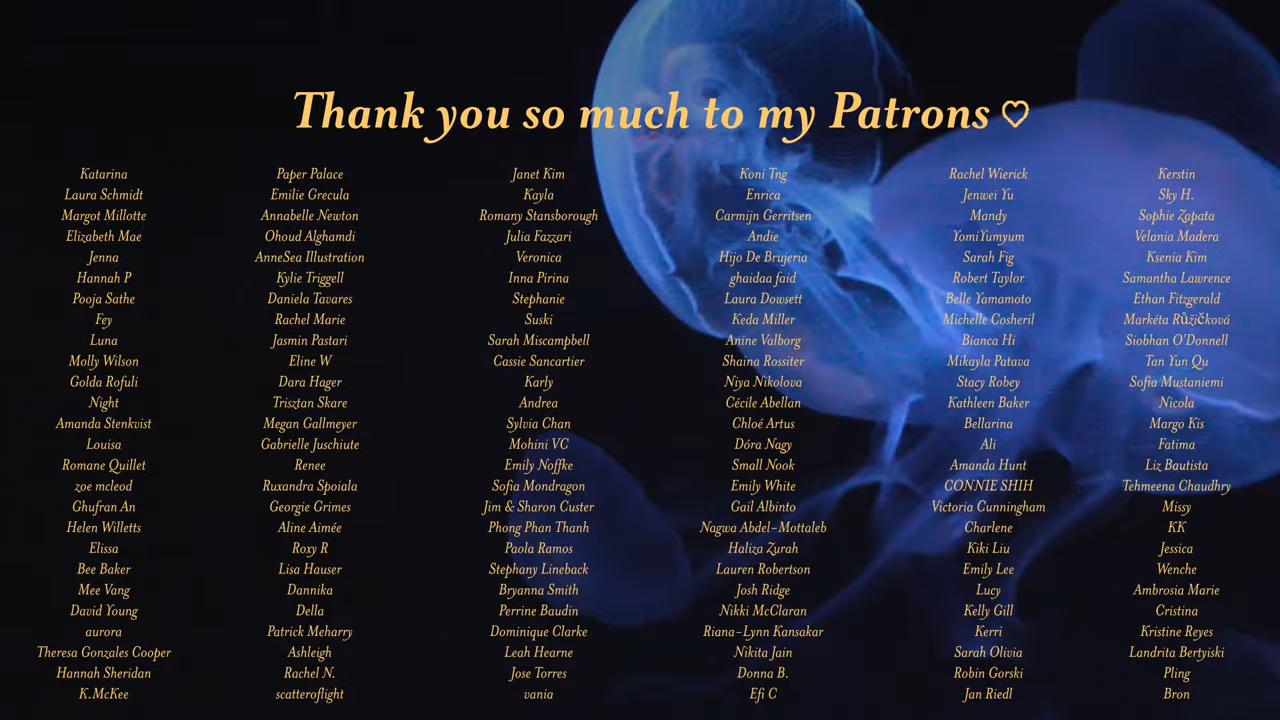 Thank you so much to my Patrons ♡
Katarina
Laura Schmidt
Margot Millotte
Elizabeth Mae
Jenna
Hannah P
Pooja Sathe
Fey
Luna
Molly Wilson
Golda Rofuli
Night
Amanda Stenkvist
Louisa
Romane Quillet
zoe mcleod
Ghufran An
Helen Willetts
Elissa
Bee Baker
Mee Vang
David Young
aurora
Theresa Gonzales Cooper
Hannah Sheridan
K.McKee
Paper Palace
Emilie Grecula
Annabelle Newton
Ohoud Alghamdi
AnneSea Illustration
Kylie Triggell
Daniela Tavares
Rachel Marie
Jasmin Pastari
Eline W
Dara Hager
Trisztan Skare
Megan Gallmeyer
Gabrielle Juschiute
Renee
Ruxandra Spoiala
Georgie Grimes
Aline Aimée
Roxy R
Lisa Hauser
Dannika
Della
Patrick Meharry
Ashleigh
Rachel N.
scatteroflight
Janet Kim
Kayla
Romany Stansborough
Julia Fazzari
Veronica
Inna Pirina
Stephanie
Suski
Sarah Miscampbell
Cassie Sancartier
Karly
Andrea
Sylvia Chan
Mohini VC
Emily Noffke
Sofia Mondragon
Jim & Sharon Custer
Phong Phan Thanh
Paola Ramos
Stephany Lineback
Bryanna Smith
Perrine Baudin
Dominique Clarke
Leah Hearne
Jose Torres
vania
Koni Tng
Enrica
Carmijn Gerritsen
Andie
Hijo De Brujeria
ghaidaa faid
Laura Dowsett
Keda Miller
Anine Valborg
Shaina Rossiter
Niya Nikolova
Cécile Abellan
Chloé Artus
Dóra Nagy
Small Nook
Emily White
Gail Albinto
Nagwa Abdel-Mottaleb
Haliza Zurah
Lauren Robertson
Josh Ridge
Nikki McClaran
Riana-Lynn Kansakar
Nikita Jain
Donna B.
Efi C
Rachel Wierick
Jenwei Yu
Mandy
YomiYumyum
Sarah Fig
Robert Taylor
Belle Yamamoto
Michelle Cosheril
Bianca Hi
Mikayla Patava
Stacy Robey
Kathleen Baker
Bellarina
Ali
Amanda Hunt
CONNIE SHIH
Victoria Cunningham
Charlene
Kiki Liu
Emily Lee
Lucy
Kelly Gill
Kerri
Sarah Olivia
Robin Gorski
Jan Riedl
Kerstin
Sky H.
Sophie Zapata
Velania Madera
Ksenia Kim
Samantha Lawrence
Ethan Fitzgerald
Markéta Růžičková
Siobhan O'Donnell
Tan Yun Qu
Sofia Mustaniemi
Nicola
Margo Kis
Fatima
Liz Bautista
Tehmeena Chaudhry
Missy
KK
Jessica
Wenche
Ambrosia Marie
Cristina
Kristine Reyes
Landrita Bertyiski
Pling
Bron